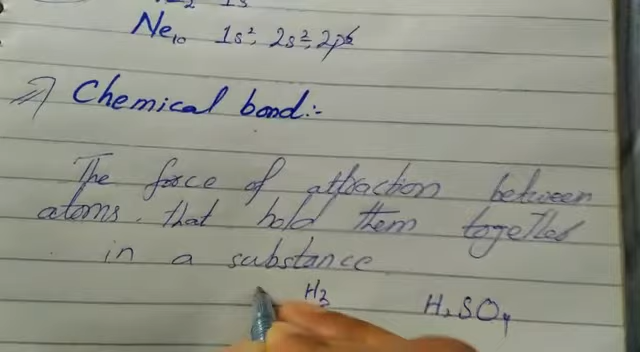 Ne₁₀ 1s², 2s², 2p⁶
⇒ Chemical bond:-
The force of attraction between
atoms. that hold them together
in a substance
H₂ H₂SO₄